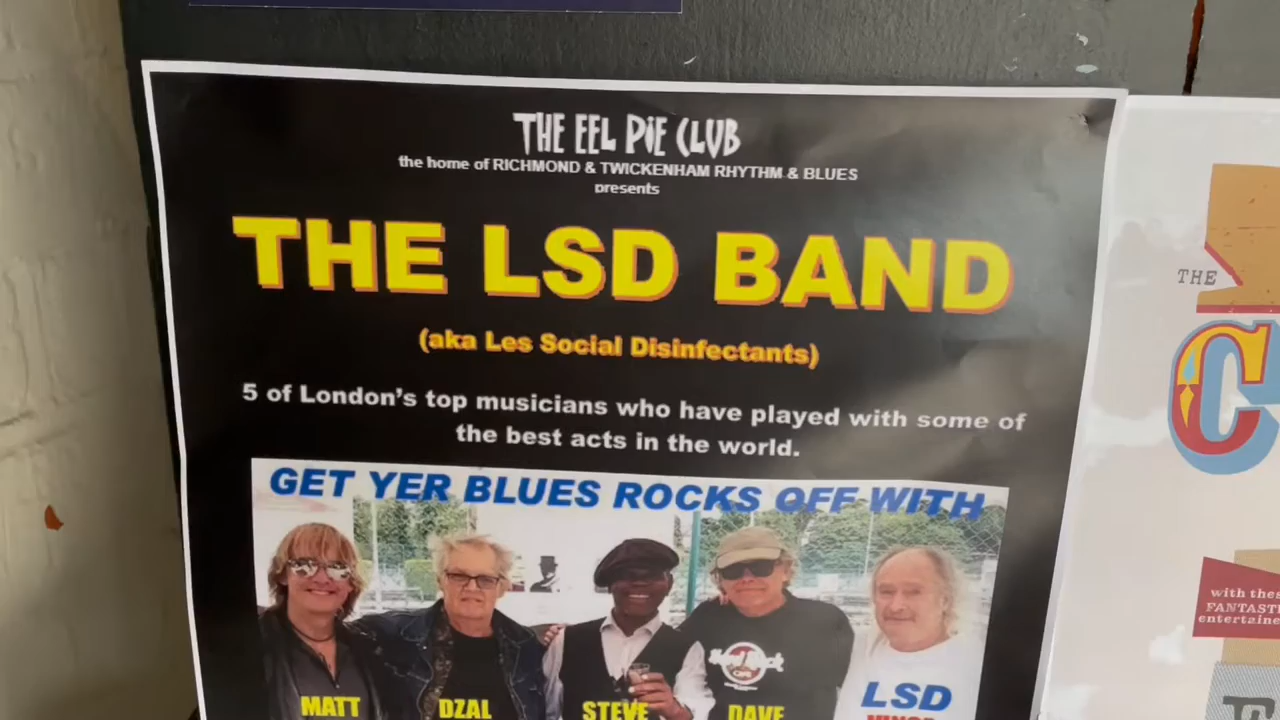 THE EEL PiE CLUB
the home of RICHMOND & TWICKENHAM RHYTHM & BLUES
presents
THE LSD BAND
(aka Les Social Disinfectants)
5 of London's top musicians who have played with some of
the best acts in the world.
GET YER BLUES ROCKS OFF WITH
MATT
DZAL
STEVE
DAVE
LSD
THE
C
with thes
FANTAST
entertaine